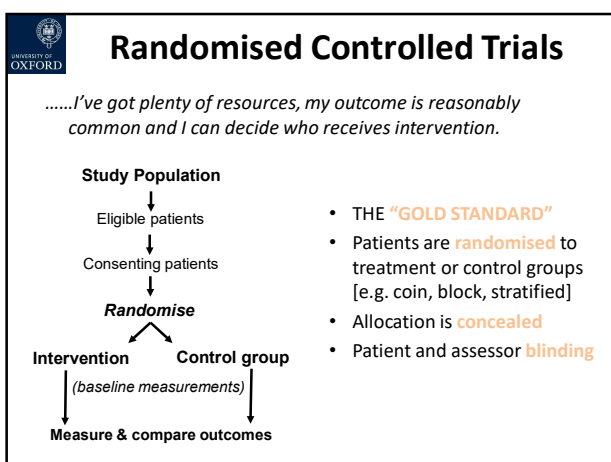 UNIVERSITY OF
OXFORD
Randomised Controlled Trials
......I've got plenty of resources, my outcome is reasonably
common and I can decide who receives intervention.
Study Population
Eligible patients
Consenting patients
Randomise
Intervention
Control group
(baseline measurements)
Measure & compare outcomes
• THE "GOLD STANDARD"
• Patients are randomised to
treatment or control groups
[e.g. coin, block, stratified]
• Allocation is concealed
• Patient and assessor blinding